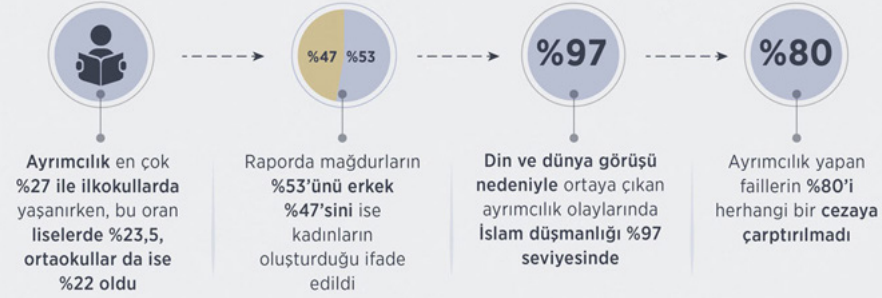 %47 %53
%97
%80
Ayrımcılık en çok
%27 ile ilkokullarda
yaşanırken, bu oran
liselerde %23,5,
ortaokullar da ise
%22 oldu
Raporda mağdurların
%53’ünü erkek
%47’sini ise
kadınların
oluşturduğu ifade
edildi
Din ve dünya görüşü
nedeniyle ortaya çıkan
ayrımcılık olaylarında
İslam düşmanlığı %97
seviyesinde
Ayrımcılık yapan
faillerin %80’i
herhangi bir cezaya
çarptırılmadı